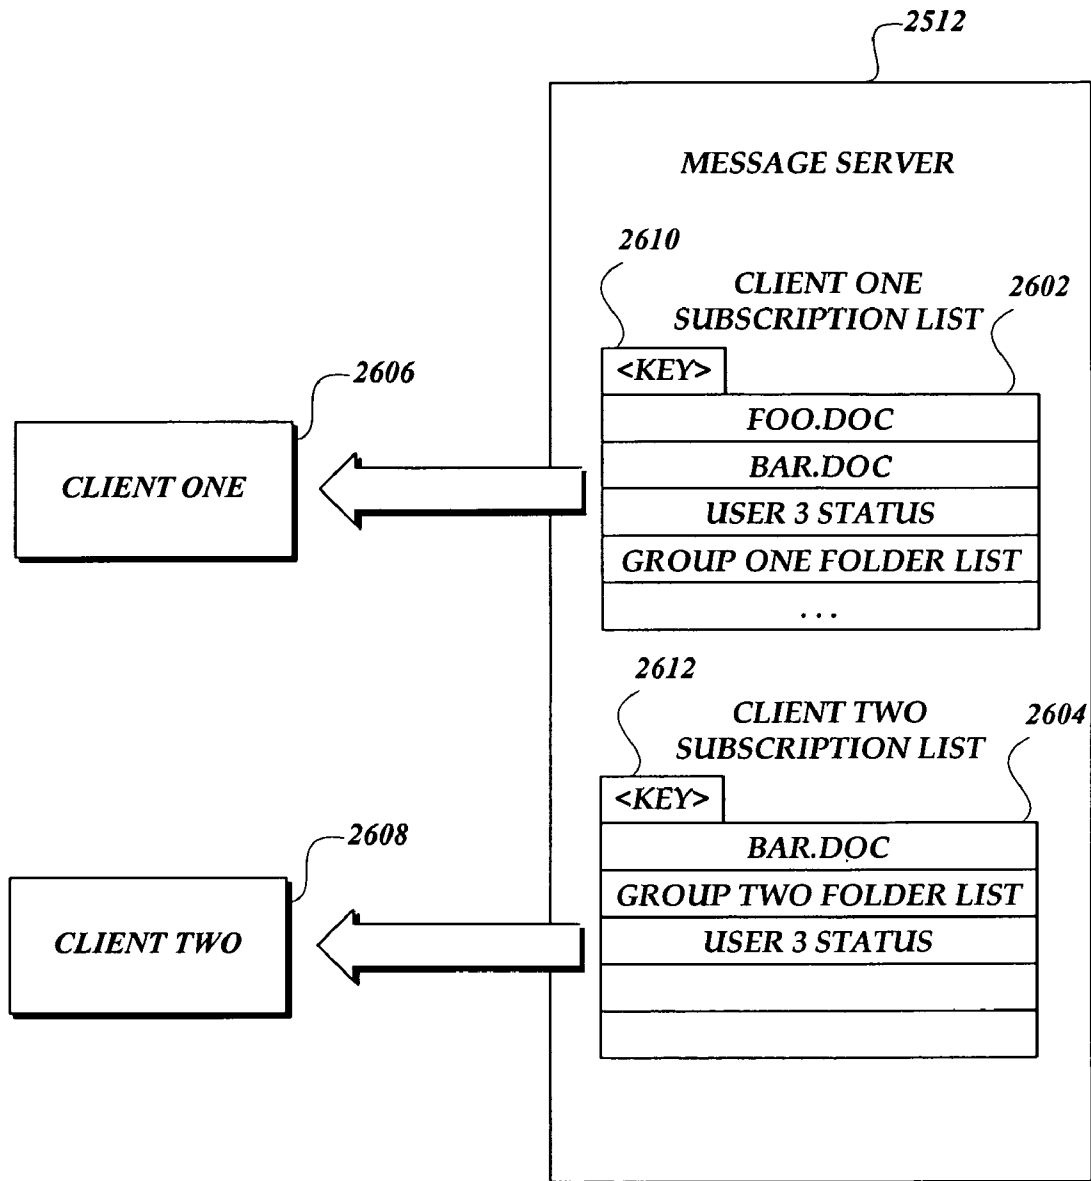 2512
MESSAGE SERVER
2610
CLIENT ONE
SUBSCRIPTION LIST
2602
<KEY>
2606
FOO.DOC
BAR.DOC
CLIENT ONE
USER 3 STATUS
GROUP ONE FOLDER LIST
...
2612
CLIENT TWO
SUBSCRIPTION LIST
2604
<KEY>
2608
BAR.DOC
GROUP TWO FOLDER LIST
CLIENT TWO
USER 3 STATUS